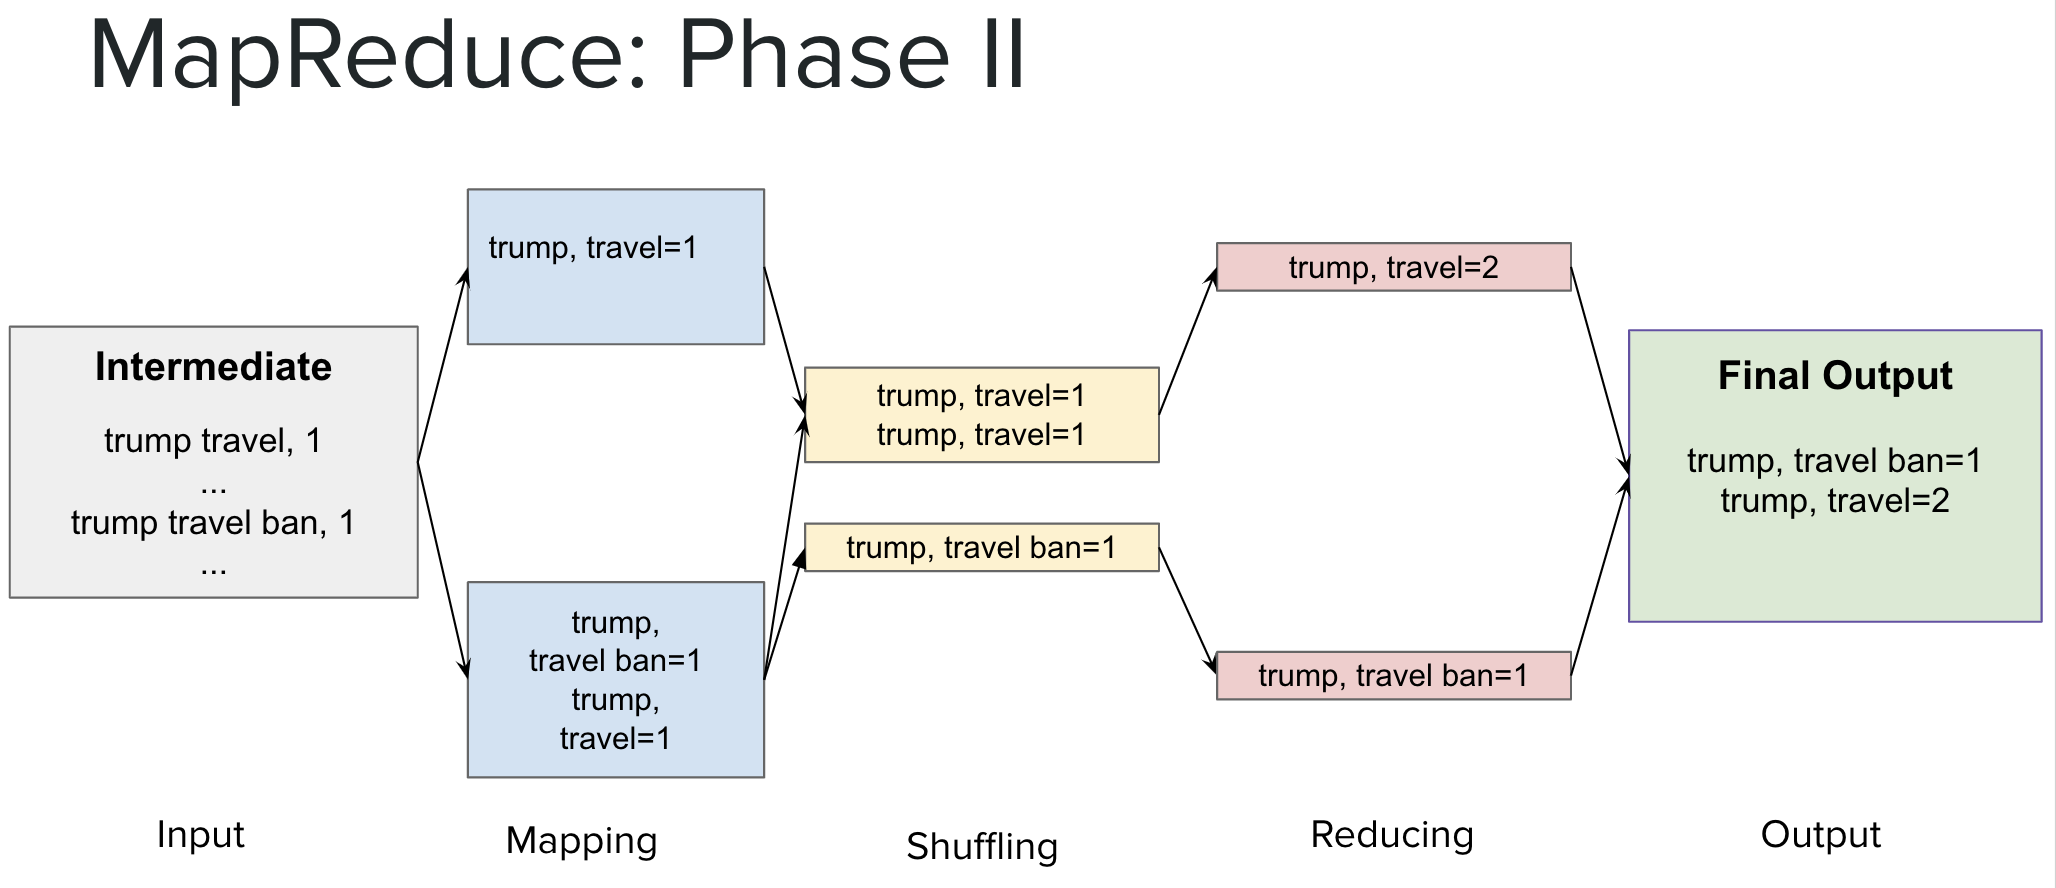 MapReduce: Phase II
Intermediate
trump travel, 1
...
trump travel ban, 1
...
trump, travel=1
trump,
travel ban=1
trump,
travel=1
trump, travel=1
trump, travel=1
trump, travel ban=1
trump, travel=2
trump, travel ban=1
Final Output
trump, travel ban=1
trump, travel=2
Input
Mapping
Shuffling
Reducing
Output